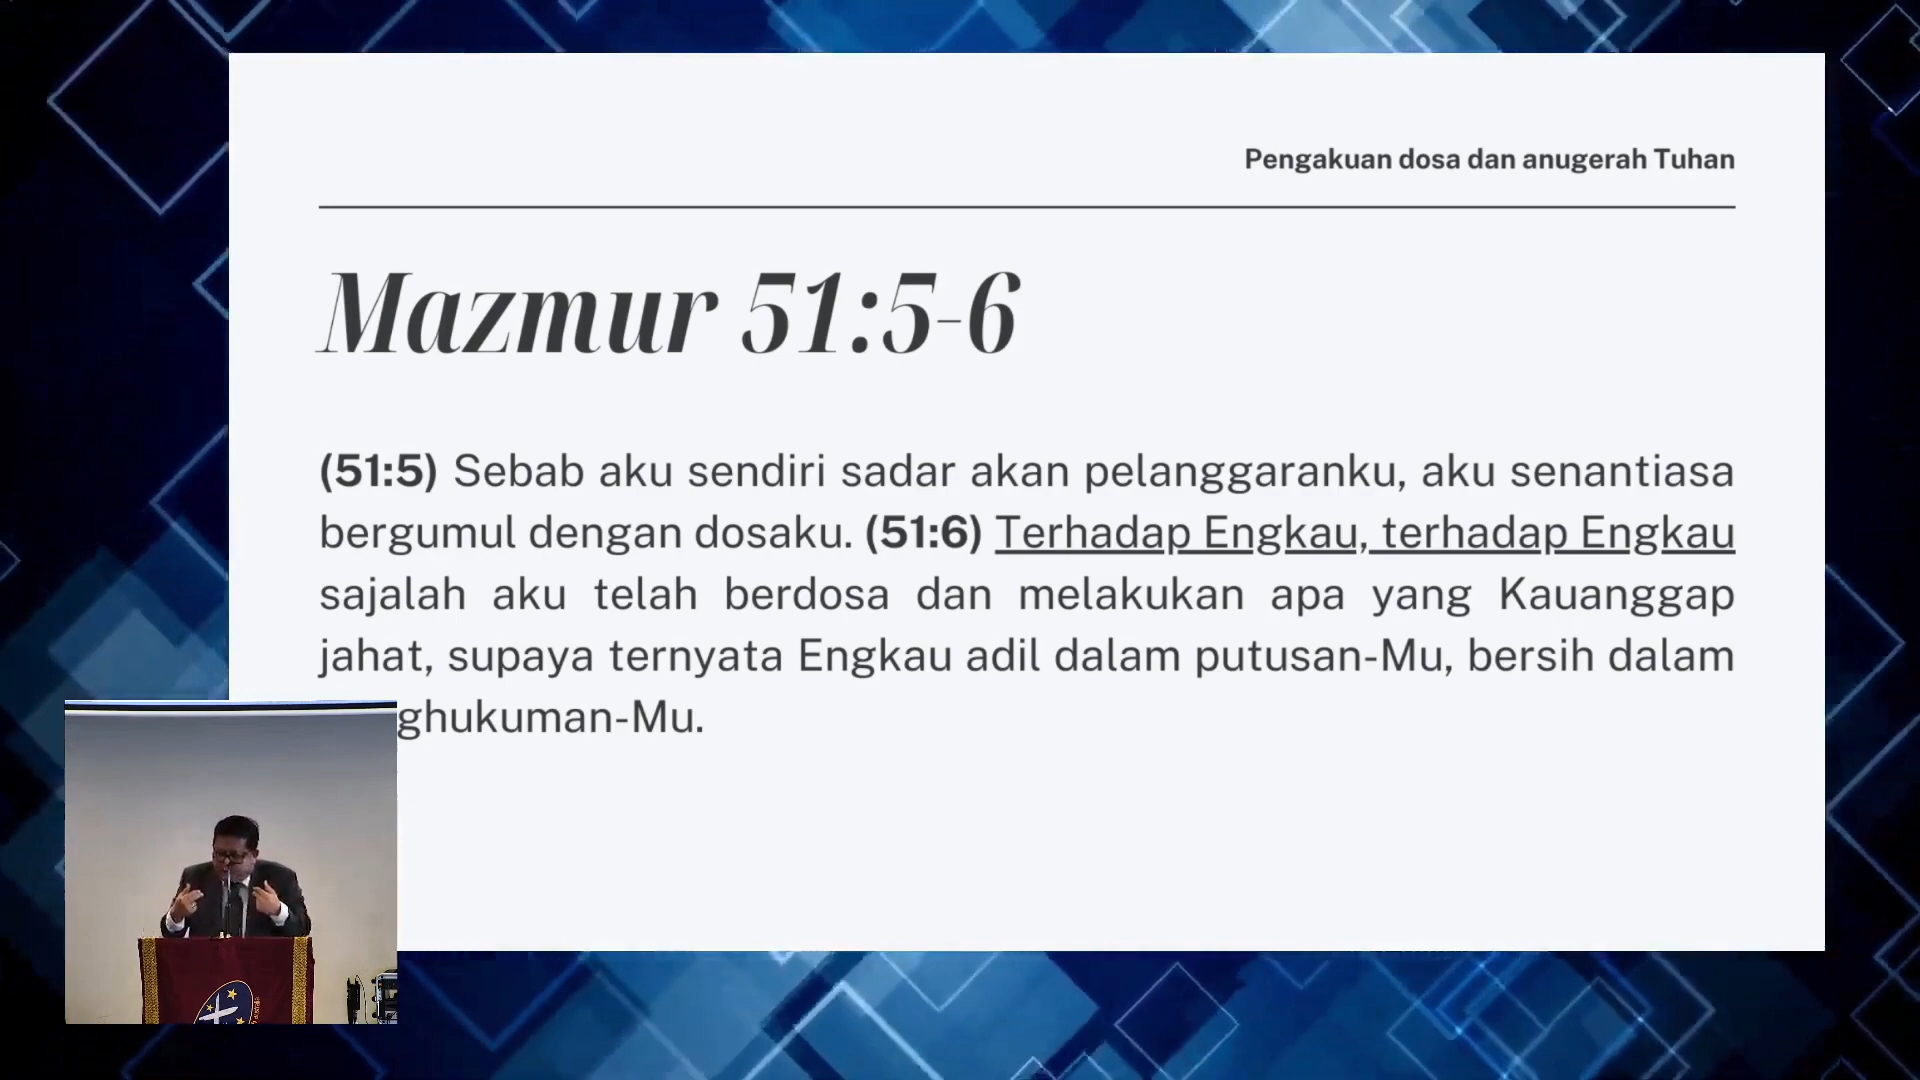 Pengakuan dosa dan anugerah Tuhan
Mazmur 51:5-6
(51:5) Sebab aku sendiri sadar akan pelanggaranku, aku senantiasa
bergumul dengan dosaku. (51:6) Terhadap Engkau, terhadap Engkau
sajalah aku telah berdosa dan melakukan apa yang Kauanggap
jahat, supaya ternyata Engkau adil dalam putusan-Mu, bersih dalam
ghukuman-Mu.